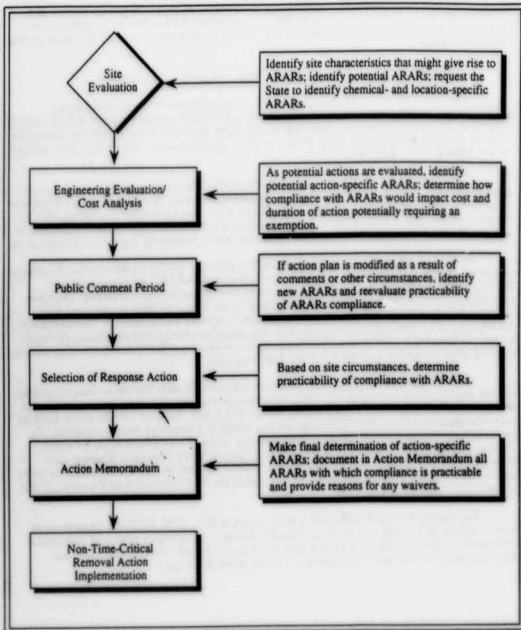 Site
Evaluation
Identify site characteristics that might give rise to
ARARs; identify potential ARARs; request the
State to identify chemical- and location-specific
ARARs.
Engineering Evaluation/
Cost Analysis
As potential actions are evaluated, identify
potential action-specific ARARs; determine how
compliance with ARARs would impact cost and
duration of action potentially requiring an
exemption.
Public Comment Period
If action plan is modified as a result of
comments or other circumstances, identify
new ARARs and reevaluate practicability
of ARARs compliance.
Selection of Response Action
Based on site circumstances, determine
practicability of compliance with ARARs.
Action Memorandum
Make final determination of action-specific
ARARs; document in Action Memorandum all
ARARs with which compliance is practicable
and provide reasons for any waivers.
Non-Time-Critical
Removal Action
Implementation